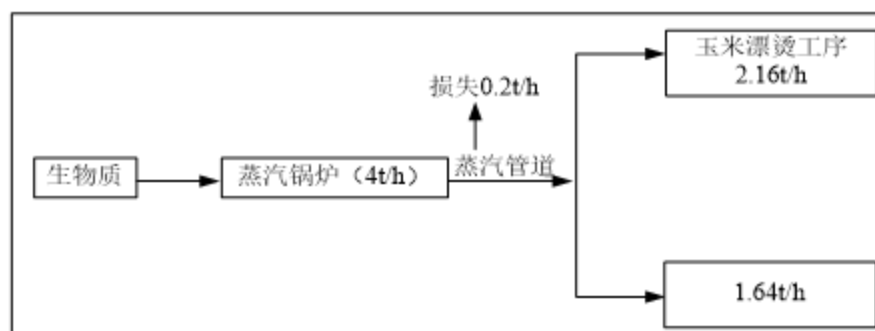 玉米漂烫工序
2.16t/h
损失0.2t/h
生物质
蒸汽锅炉（4t/h）
蒸汽管道
1.64t/h